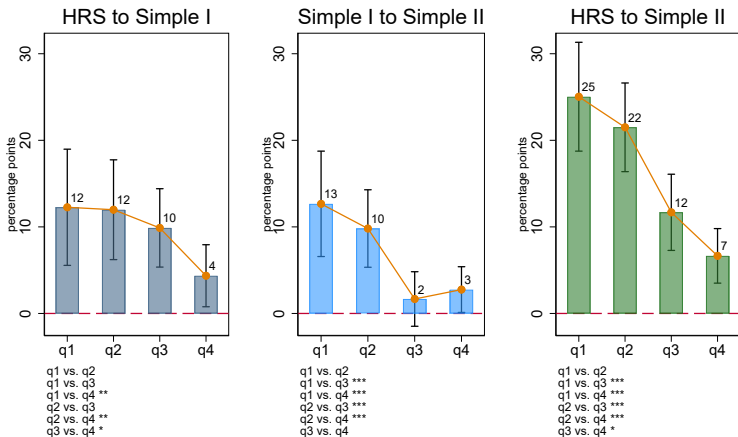 HRS to Simple I
percentage points
30
20
10
0
12
12
10
4
q1 q2 q3 q4
q1 vs. q2
q1 vs. q3
q1 vs. q4 **
q2 vs. q3
q2 vs. q4 **
q3 vs. q4 *
Simple I to Simple II
percentage points
30
20
10
0
13
10
2
3
q1 q2 q3 q4
q1 vs. q2
q1 vs. q3 ***
q1 vs. q4 ***
q2 vs. q3 ***
q2 vs. q4 ***
q3 vs. q4
HRS to Simple II
percentage points
30
20
10
0
25
22
12
7
q1 q2 q3 q4
q1 vs. q2
q1 vs. q3 ***
q1 vs. q4 ***
q2 vs. q3 ***
q2 vs. q4 ***
q3 vs. q4 *